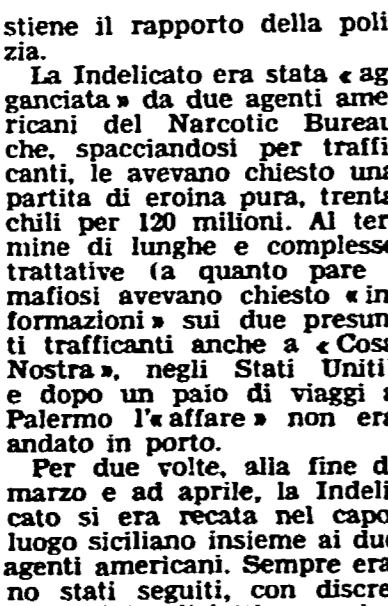 stiene il rapporto della poli
zia.
La Indelicato era stata « ag
ganciata » da due agenti ame
ricani del Narcotic Bureau
che, spacciandosi per traffi
canti, le avevano chiesto una
partita di eroina pura, trenta
chili per 120 milioni. Al ter
mine di lunghe e complesse
trattative (a quanto pare
mafiosi avevano chiesto « in
formazioni » sui due presun
ti trafficanti anche a « Cosa
Nostra », negli Stati Uniti
e dopo un paio di viaggi a
Palermo l'« affare » non era
andato in porto.
Per due volte, alla fine d
marzo e ad aprile, la Indeli
cato si era recata nel capo
luogo siciliano insieme ai due
agenti americani. Sempre era
no stati seguiti, con discre